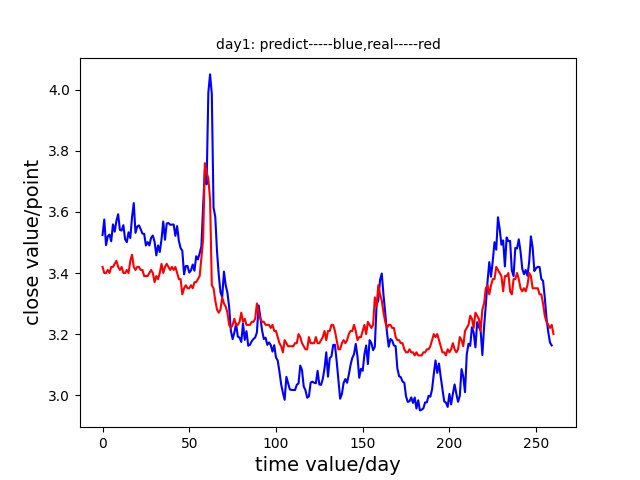 day1: predict-----blue,real-----red
close value/point
4.0
3.8
3.6
3.4
3.2
3.0
0 50 100 150 200 250
time value/day